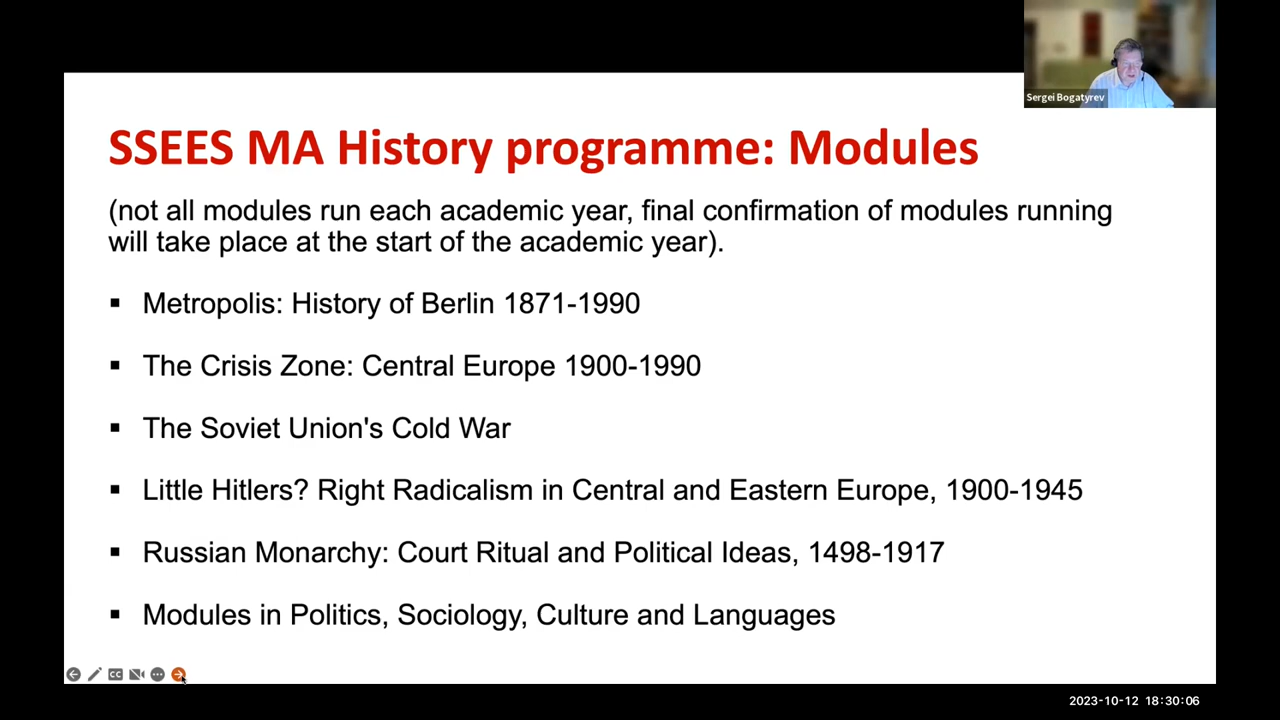 Sergei Bogatyrev
SSEES MA History programme: Modules
(not all modules run each academic year, final confirmation of modules running
will take place at the start of the academic year).
▪ Metropolis: History of Berlin 1871-1990
▪ The Crisis Zone: Central Europe 1900-1990
▪ The Soviet Union's Cold War
▪ Little Hitlers? Right Radicalism in Central and Eastern Europe, 1900-1945
▪ Russian Monarchy: Court Ritual and Political Ideas, 1498-1917
▪ Modules in Politics, Sociology, Culture and Languages
CC
2023-10-12 18:30:06